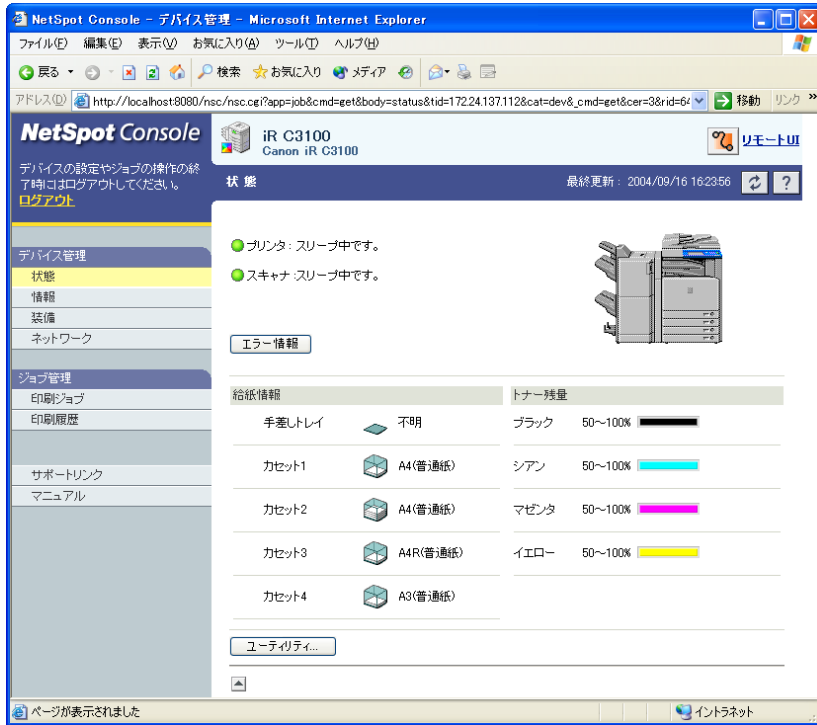 NetSpot Console - デバイス管理 - Microsoft Internet Explorer
ファイル(F) 編集(E) 表示(V) お気に入り(A) ツール(T) ヘルプ(H)
戻る 検索 お気に入り メディア
アドレス(D) http://localhost:8080/nsc/nsc.cgi?app=job&cmd=get&body=status&tid=172.24.137.112&cat=dev&_cmd=get&cer=3&rid=64 移動 リンク »
NetSpot Console
デバイスの設定やジョブの操作の終
了時にはログアウトしてください。
ログアウト
iR C3100
Canon iR C3100
リモートUI
状態
最終更新 : 2004/09/16 16:23:56
?
デバイス管理
状態
情報
装備
ネットワーク
ジョブ管理
印刷ジョブ
印刷履歴
サポートリンク
マニュアル
プリンタ : スリープ中です。
スキャナ :スリープ中です。
エラー情報
給紙情報
手差しトレイ 不明
カセット1 A4(普通紙)
カセット2 A4(普通紙)
カセット3 A4R(普通紙)
カセット4 A3(普通紙)
トナー残量
ブラック 50～100%
シアン 50～100%
マゼンタ 50～100%
イエロー 50～100%
ユーティリティ...
ページが表示されました
イントラネット